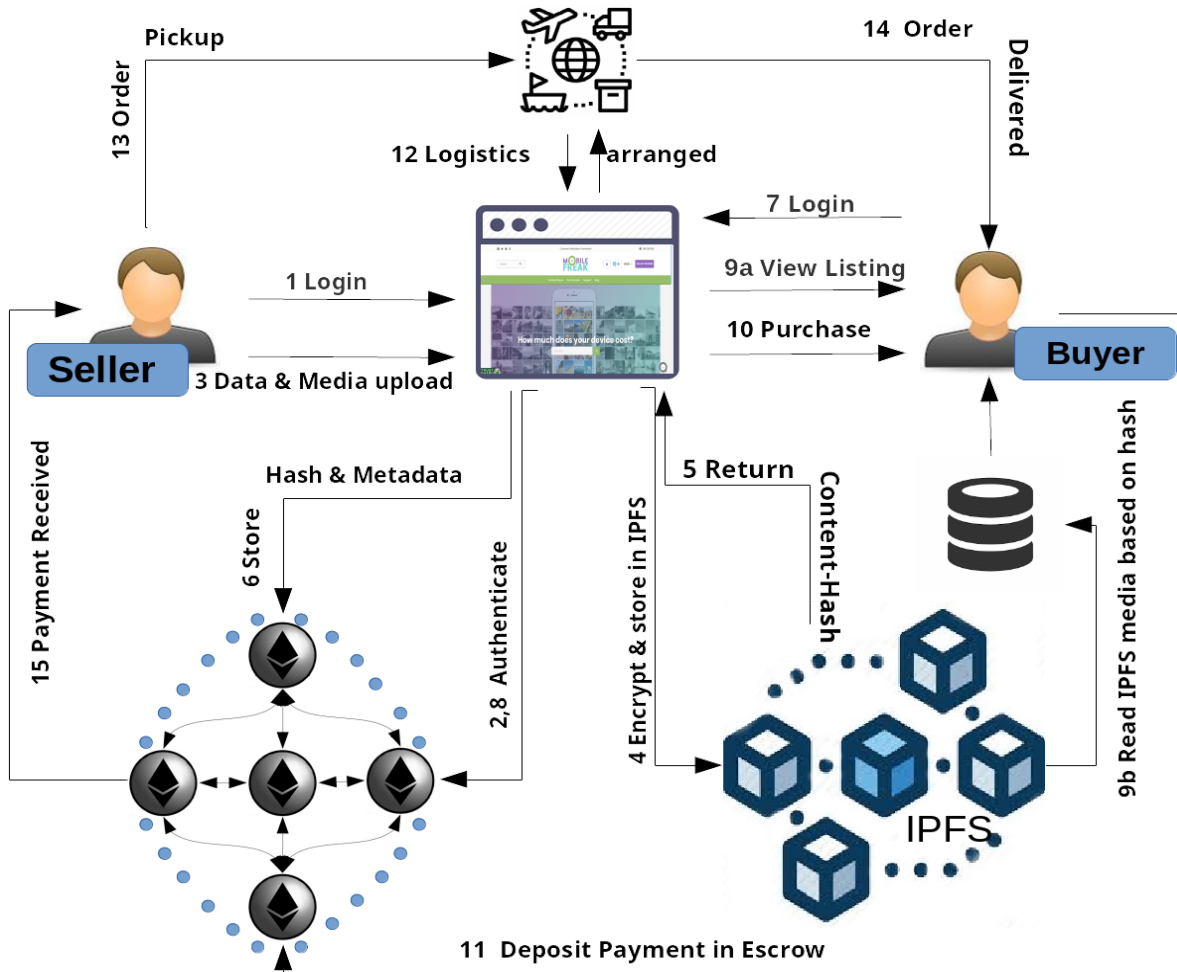 Pickup
14 Order
13 Order
Delivered
12 Logistics
arranged
7 Login
MOBILE
FREAK
1 Login
9a View Listing
10 Purchase
How much does your device cost?
Seller
Buyer
3 Data & Media upload
Hash & Metadata
5 Return
Content-Hash
6 Store
2,8 Authenticate
4 Encrypt & store in IPFS
9b Read IPFS media based on hash
15 Payment Received
IPFS
11 Deposit Payment in Escrow